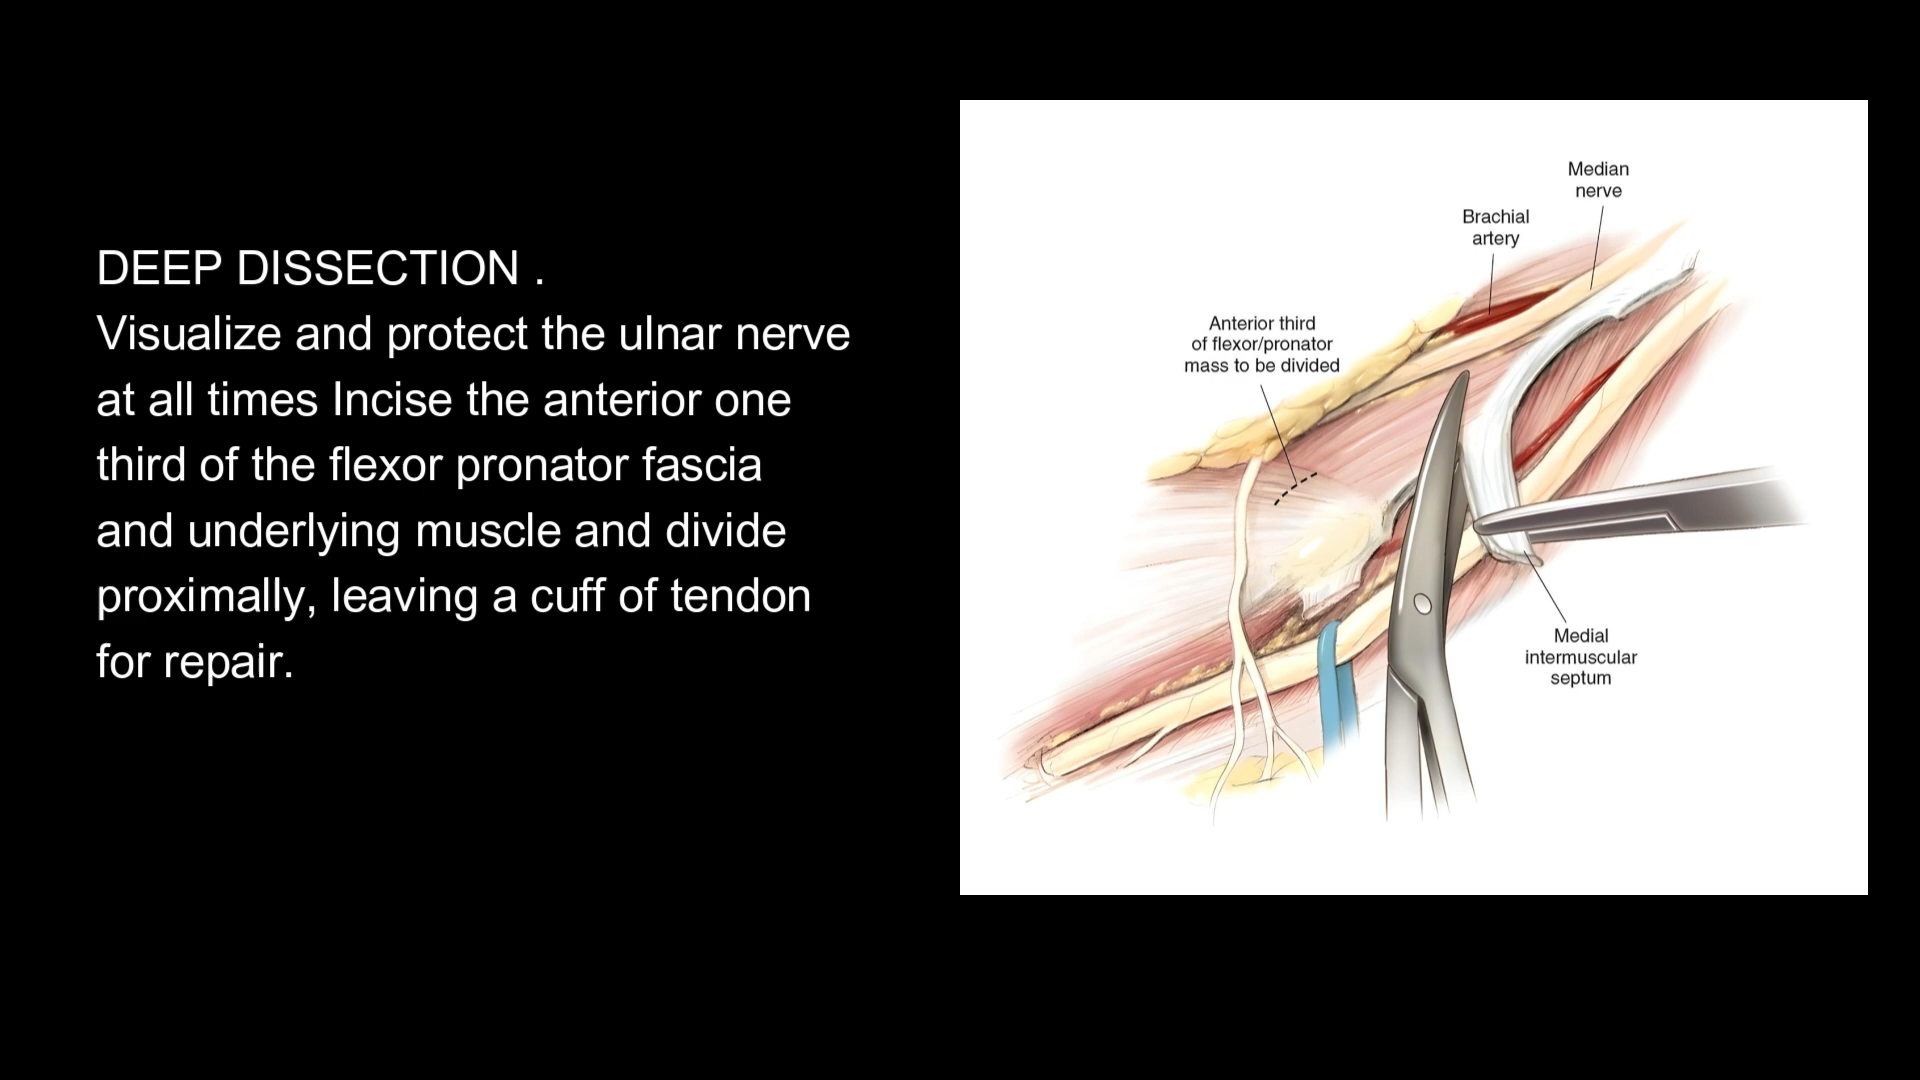 DEEP DISSECTION .
Visualize and protect the ulnar nerve
at all times Incise the anterior one
third of the flexor pronator fascia
and underlying muscle and divide
proximally, leaving a cuff of tendon
for repair.
Median
nerve
Brachial
artery
Anterior third
of flexor/pronator
mass to be divided
Medial
intermuscular
septum